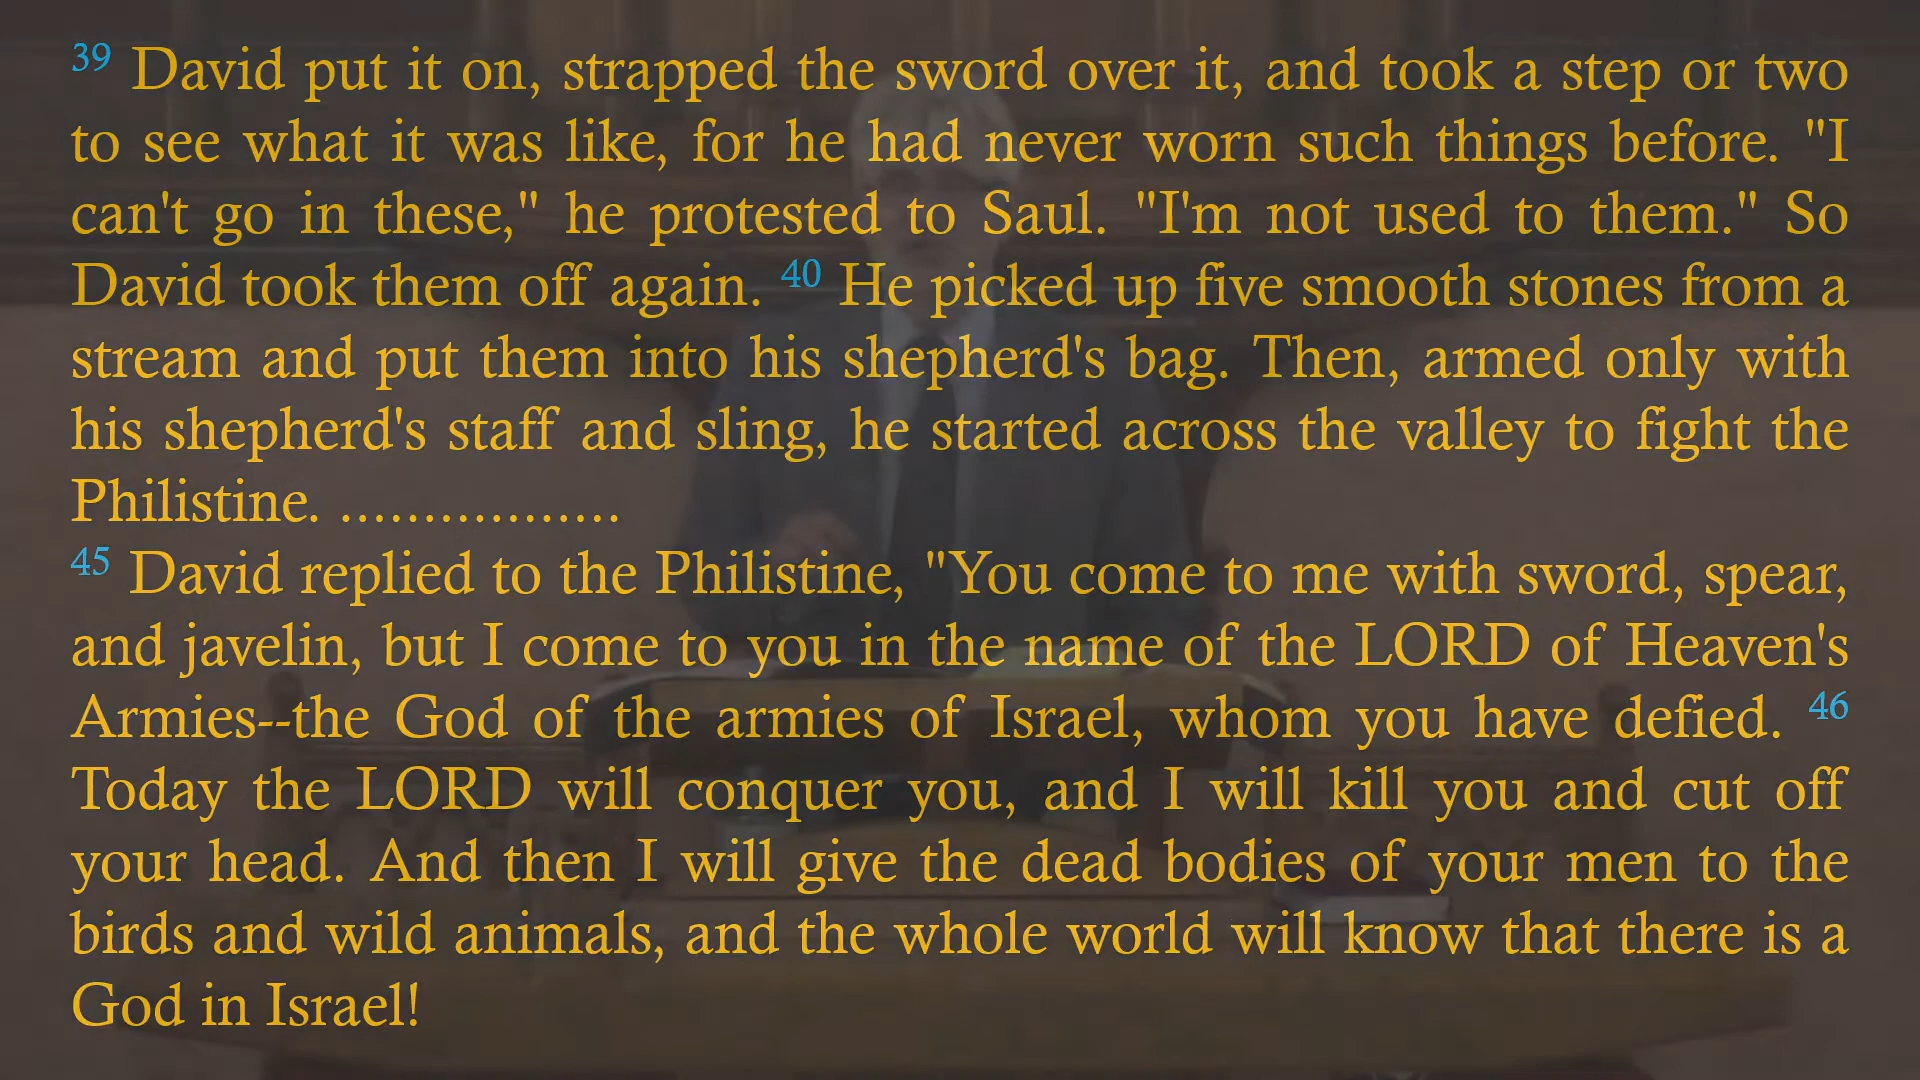 39 David put it on, strapped the sword over it, and took a step or two
to see what it was like, for he had never worn such things before. "I
can't go in these," he protested to Saul. "I'm not used to them." So
David took them off again. 40 He picked up five smooth stones from a
stream and put them into his shepherd's bag. Then, armed only with
his shepherd's staff and sling, he started across the valley to fight the
Philistine. .................
45 David replied to the Philistine, "You come to me with sword, spear,
and javelin, but I come to you in the name of the LORD of Heaven's
Armies--the God of the armies of Israel, whom you have defied. 46
Today the LORD will conquer you, and I will kill you and cut off
your head. And then I will give the dead bodies of your men to the
birds and wild animals, and the whole world will know that there is a
God in Israel!